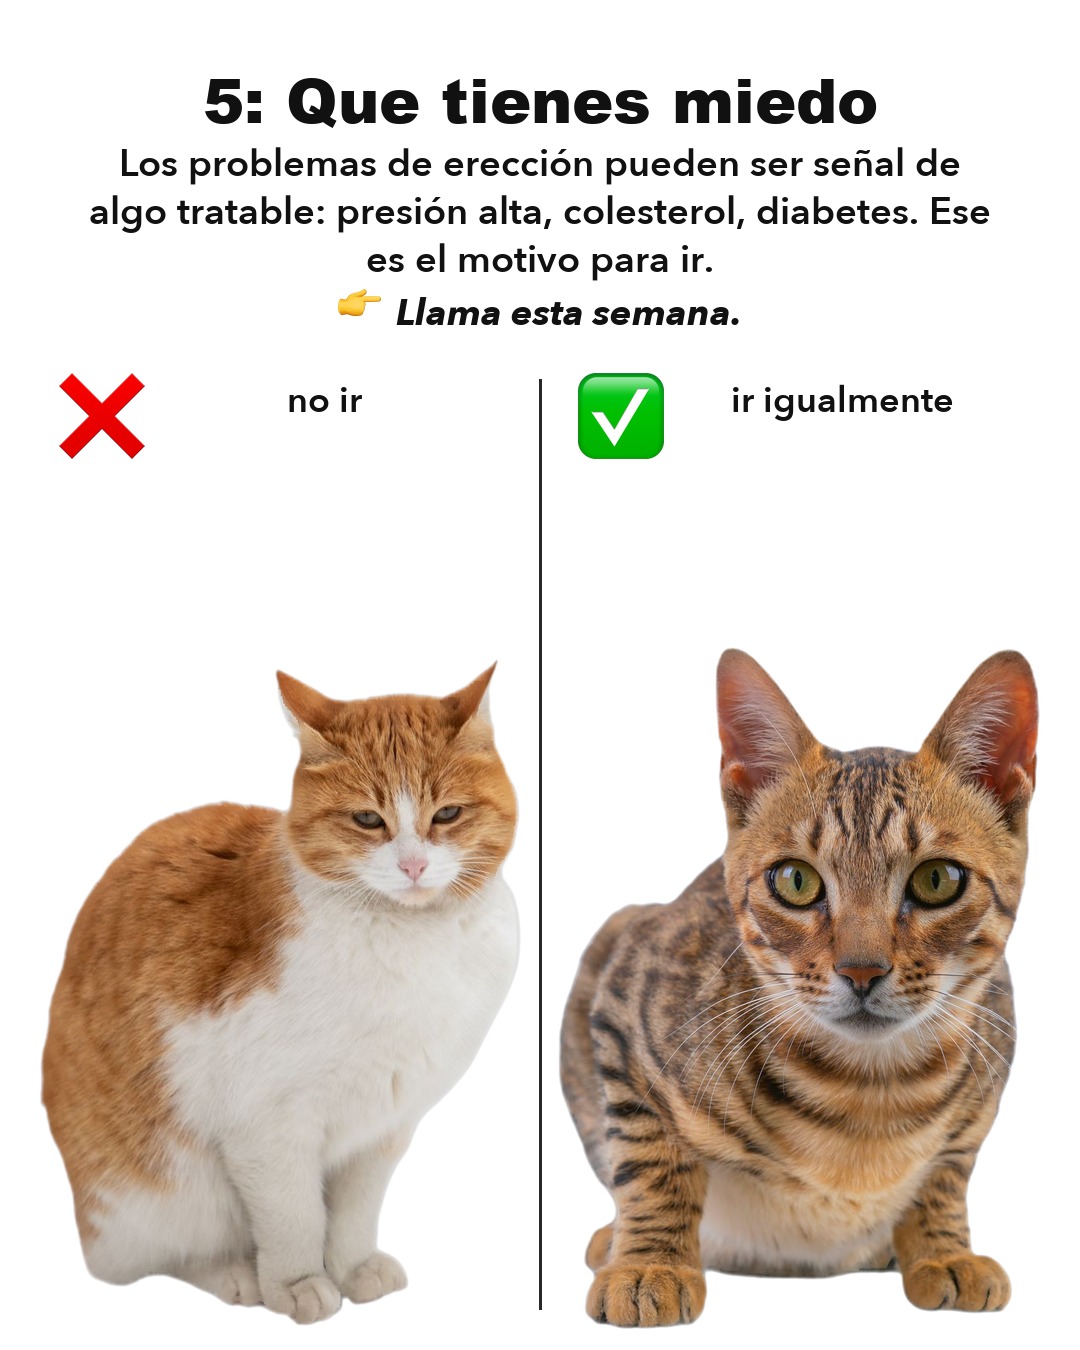 5: Que tienes miedo
Los problemas de erección pueden ser señal de
algo tratable: presión alta, colesterol, diabetes. Ese
es el motivo para ir.
👉 Llama esta semana.
❌ no ir
✅ ir igualmente